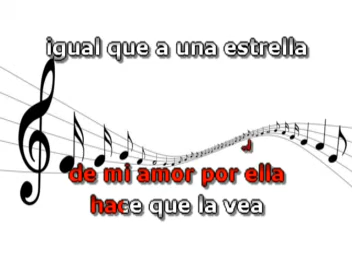 igual que a una estrella
de mi amor por ella
hace que la vea